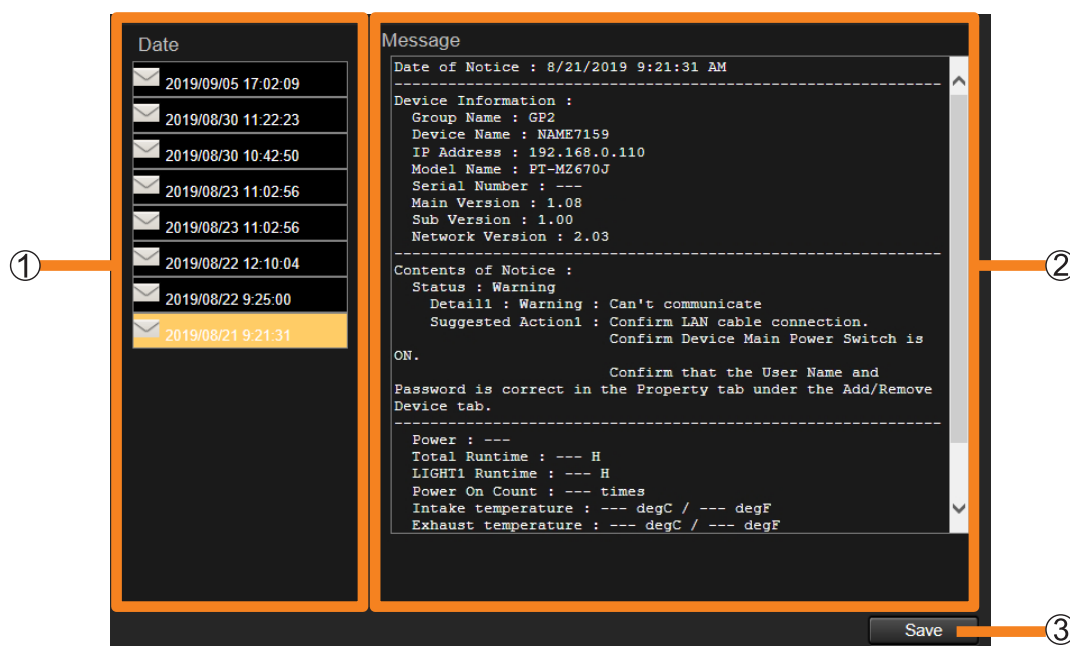 Date
2019/09/05 17:02:09
2019/08/30 11:22:23
2019/08/30 10:42:50
2019/08/23 11:02:56
2019/08/23 11:02:56
2019/08/22 12:10:04
2019/08/22 9:25:00
2019/08/21 9:21:31
①
Message
Date of Notice : 8/21/2019 9:21:31 AM
------------------------------------------------------------
Device Information :
Group Name : GP2
Device Name : NAME7159
IP Address : 192.168.0.110
Model Name : PT-MZ670J
Serial Number : ---
Main Version : 1.08
Sub Version : 1.00
Network Version : 2.03
------------------------------------------------------------
Contents of Notice :
Status : Warning
Detail1 : Warning : Can't communicate
Suggested Action1 : Confirm LAN cable connection.
Confirm Device Main Power Switch is
ON.
Confirm that the User Name and
Password is correct in the Property tab under the Add/Remove
Device tab.
------------------------------------------------------------
Power : ---
Total Runtime : --- H
LIGHT1 Runtime : --- H
Power On Count : --- times
Intake temperature : --- degC / --- degF
Exhaust temperature : --- degC / --- degF
②
Save
③